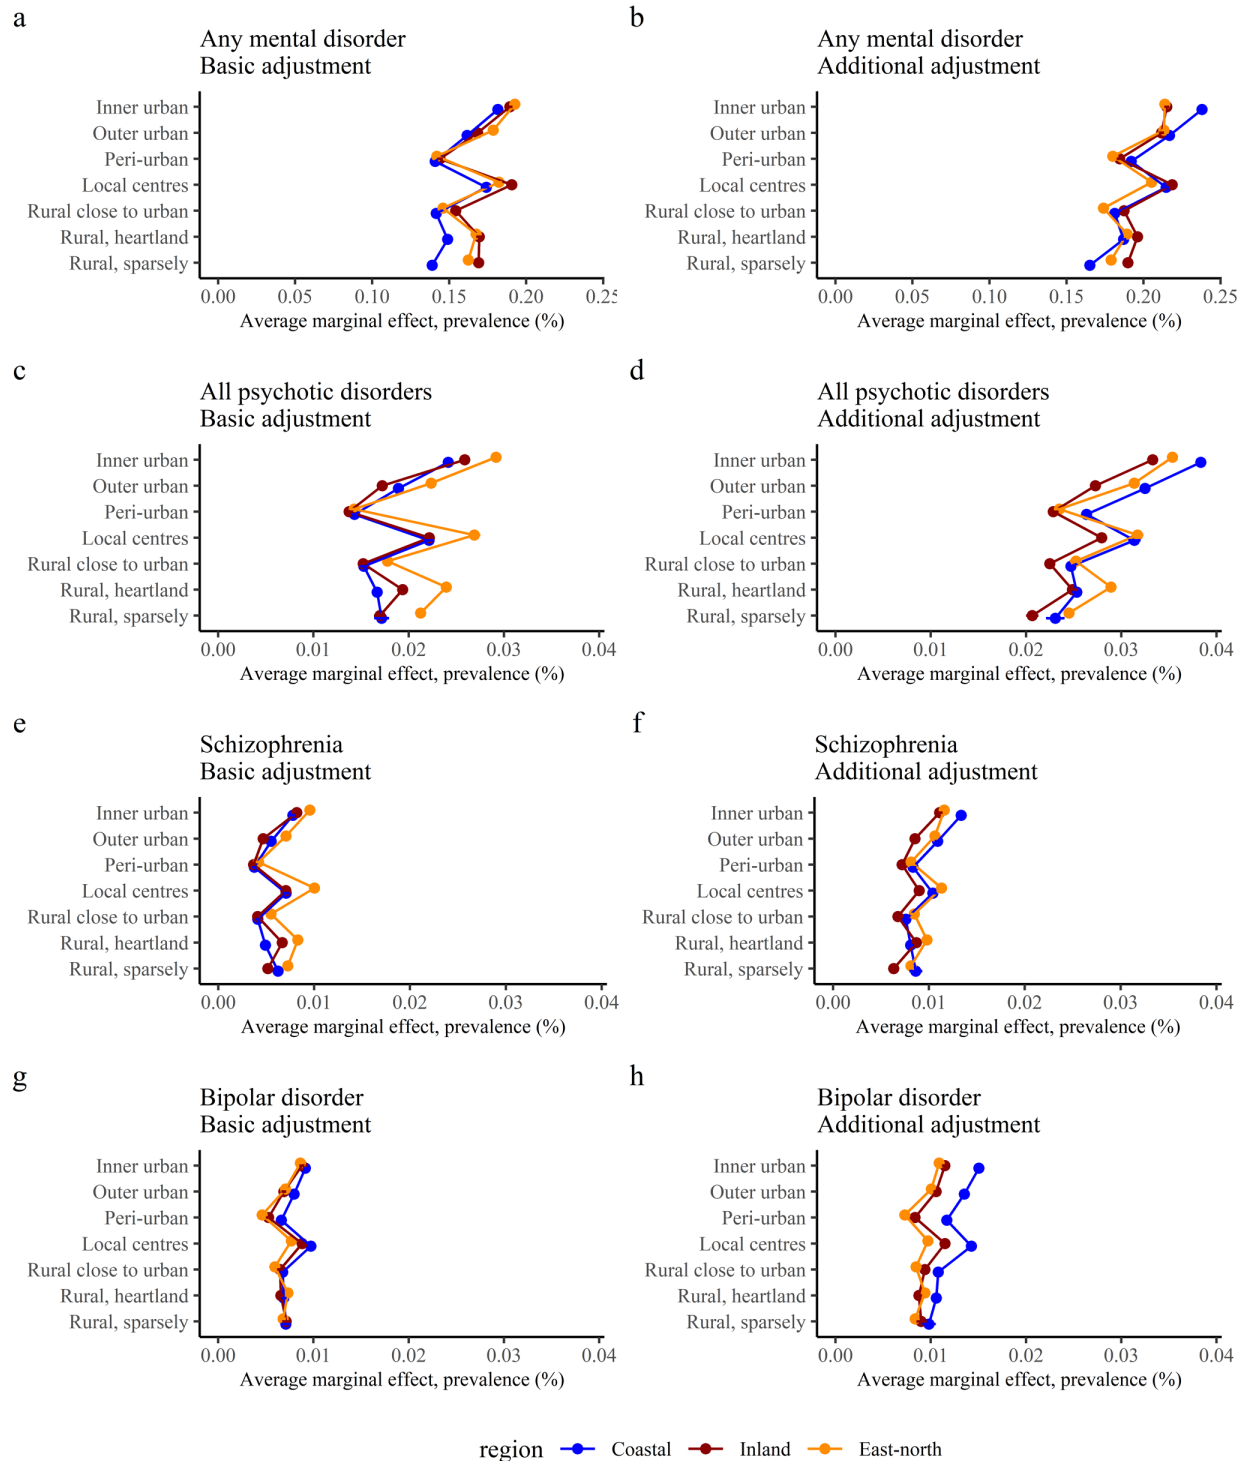 a
Any mental disorder
Basic adjustment
Inner urban
Outer urban
Peri-urban
Local centres
Rural close to urban
Rural, heartland
Rural, sparsely
0.00 0.05 0.10 0.15 0.20 0.25
Average marginal effect, prevalence (%)
b
Any mental disorder
Additional adjustment
Inner urban
Outer urban
Peri-urban
Local centres
Rural close to urban
Rural, heartland
Rural, sparsely
0.00 0.05 0.10 0.15 0.20 0.25
Average marginal effect, prevalence (%)
c
All psychotic disorders
Basic adjustment
Inner urban
Outer urban
Peri-urban
Local centres
Rural close to urban
Rural, heartland
Rural, sparsely
0.00 0.01 0.02 0.03 0.04
Average marginal effect, prevalence (%)
d
All psychotic disorders
Additional adjustment
Inner urban
Outer urban
Peri-urban
Local centres
Rural close to urban
Rural, heartland
Rural, sparsely
0.00 0.01 0.02 0.03 0.04
Average marginal effect, prevalence (%)
e
Schizophrenia
Basic adjustment
Inner urban
Outer urban
Peri-urban
Local centres
Rural close to urban
Rural, heartland
Rural, sparsely
0.00 0.01 0.02 0.03 0.04
Average marginal effect, prevalence (%)
f
Schizophrenia
Additional adjustment
Inner urban
Outer urban
Peri-urban
Local centres
Rural close to urban
Rural, heartland
Rural, sparsely
0.00 0.01 0.02 0.03 0.04
Average marginal effect, prevalence (%)
g
Bipolar disorder
Basic adjustment
Inner urban
Outer urban
Peri-urban
Local centres
Rural close to urban
Rural, heartland
Rural, sparsely
0.00 0.01 0.02 0.03 0.04
Average marginal effect, prevalence (%)
h
Bipolar disorder
Additional adjustment
Inner urban
Outer urban
Peri-urban
Local centres
Rural close to urban
Rural, heartland
Rural, sparsely
0.00 0.01 0.02 0.03 0.04
Average marginal effect, prevalence (%)
region Coastal Inland East-north